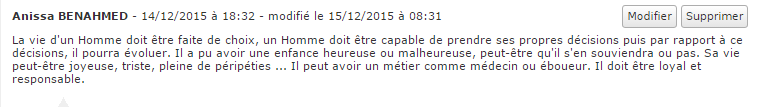 Anissa BENAHMED - 14/12/2015 à 18:32 - modifié le 15/12/2015 à 08:31 Modifier Supprimer
La vie d'un Homme doit être faite de choix, un Homme doit être capable de prendre ses propres décisions puis par rapport à ce
décisions, il pourra évoluer. Il a pu avoir une enfance heureuse ou malheureuse, peut-être qu'il s'en souviendra ou pas. Sa vie
peut-être joyeuse, triste, pleine de péripéties ... Il peut avoir un métier comme médecin ou éboueur. Il doit être loyal et
responsable.